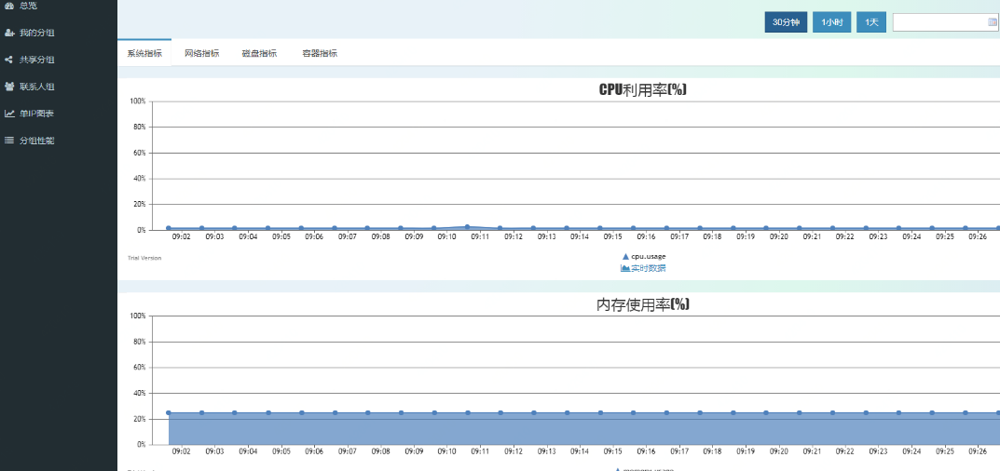 总览
我的分组
共享分组
联系人组
单IP图表
分组性能
30分钟 1小时 1天
系统指标 网络指标 磁盘指标 容器指标
CPU利用率(%)
100%
80%
60%
40%
20%
0%
09:02 09:03 09:04 09:05 09:06 09:07 09:08 09:09 09:10 09:11 09:12 09:13 09:14 09:15 09:16 09:17 09:18 09:19 09:20 09:21 09:22 09:23 09:24 09:25 09:26
Trial Version
cpu.usage
实时数据
内存使用率(%)
100%
80%
60%
40%
20%
0%
09:02 09:03 09:04 09:05 09:06 09:07 09:08 09:09 09:10 09:11 09:12 09:13 09:14 09:15 09:16 09:17 09:18 09:19 09:20 09:21 09:22 09:23 09:24 09:25 09:26